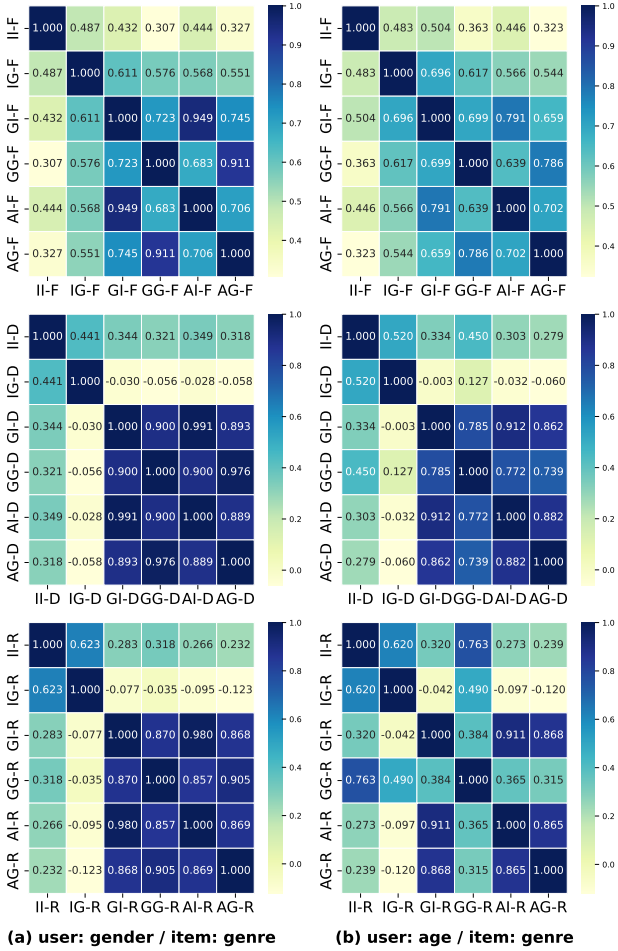 II-F 1.000 0.487 0.432 0.307 0.444 0.327
IG-F 0.487 1.000 0.611 0.576 0.568 0.551
GI-F 0.432 0.611 1.000 0.723 0.949 0.745
GG-F 0.307 0.576 0.723 1.000 0.683 0.911
AI-F 0.444 0.568 0.949 0.683 1.000 0.706
AG-F 0.327 0.551 0.745 0.911 0.706 1.000
II-F IG-F GI-F GG-F AI-F AG-F
1.0
0.9
0.8
0.7
0.6
0.5
0.4
II-F 1.000 0.483 0.504 0.363 0.446 0.323
IG-F 0.483 1.000 0.696 0.617 0.566 0.544
GI-F 0.504 0.696 1.000 0.699 0.791 0.659
GG-F 0.363 0.617 0.699 1.000 0.639 0.786
AI-F 0.446 0.566 0.791 0.639 1.000 0.702
AG-F 0.323 0.544 0.659 0.786 0.702 1.000
II-F IG-F GI-F GG-F AI-F AG-F
1.0
0.9
0.8
0.7
0.6
0.5
0.4
II-D 1.000 0.441 0.344 0.321 0.349 0.318
IG-D 0.441 1.000 -0.030 -0.056 -0.028 -0.058
GI-D 0.344 -0.030 1.000 0.900 0.991 0.893
GG-D 0.321 -0.056 0.900 1.000 0.900 0.976
AI-D 0.349 -0.028 0.991 0.900 1.000 0.889
AG-D 0.318 -0.058 0.893 0.976 0.889 1.000
II-D IG-D GI-D GG-D AI-D AG-D
1.0
0.8
0.6
0.4
0.2
0.0
II-D 1.000 0.520 0.334 0.450 0.303 0.279
IG-D 0.520 1.000 -0.003 0.127 -0.032 -0.060
GI-D 0.334 -0.003 1.000 0.785 0.912 0.862
GG-D 0.450 0.127 0.785 1.000 0.772 0.739
AI-D 0.303 -0.032 0.912 0.772 1.000 0.882
AG-D 0.279 -0.060 0.862 0.739 0.882 1.000
II-D IG-D GI-D GG-D AI-D AG-D
1.0
0.8
0.6
0.4
0.2
0.0
II-R 1.000 0.623 0.283 0.318 0.266 0.232
IG-R 0.623 1.000 -0.077 -0.035 -0.095 -0.123
GI-R 0.283 -0.077 1.000 0.870 0.980 0.868
GG-R 0.318 -0.035 0.870 1.000 0.857 0.905
AI-R 0.266 -0.095 0.980 0.857 1.000 0.869
AG-R 0.232 -0.123 0.868 0.905 0.869 1.000
II-R IG-R GI-R GG-R AI-R AG-R
1.0
0.8
0.6
0.4
0.2
0.0
II-R 1.000 0.620 0.320 0.763 0.273 0.239
IG-R 0.620 1.000 -0.042 0.490 -0.097 -0.120
GI-R 0.320 -0.042 1.000 0.384 0.911 0.868
GG-R 0.763 0.490 0.384 1.000 0.365 0.315
AI-R 0.273 -0.097 0.911 0.365 1.000 0.865
AG-R 0.239 -0.120 0.868 0.315 0.865 1.000
II-R IG-R GI-R GG-R AI-R AG-R
1.0
0.8
0.6
0.4
0.2
0.0
(a) user: gender / item: genre
(b) user: age / item: genre